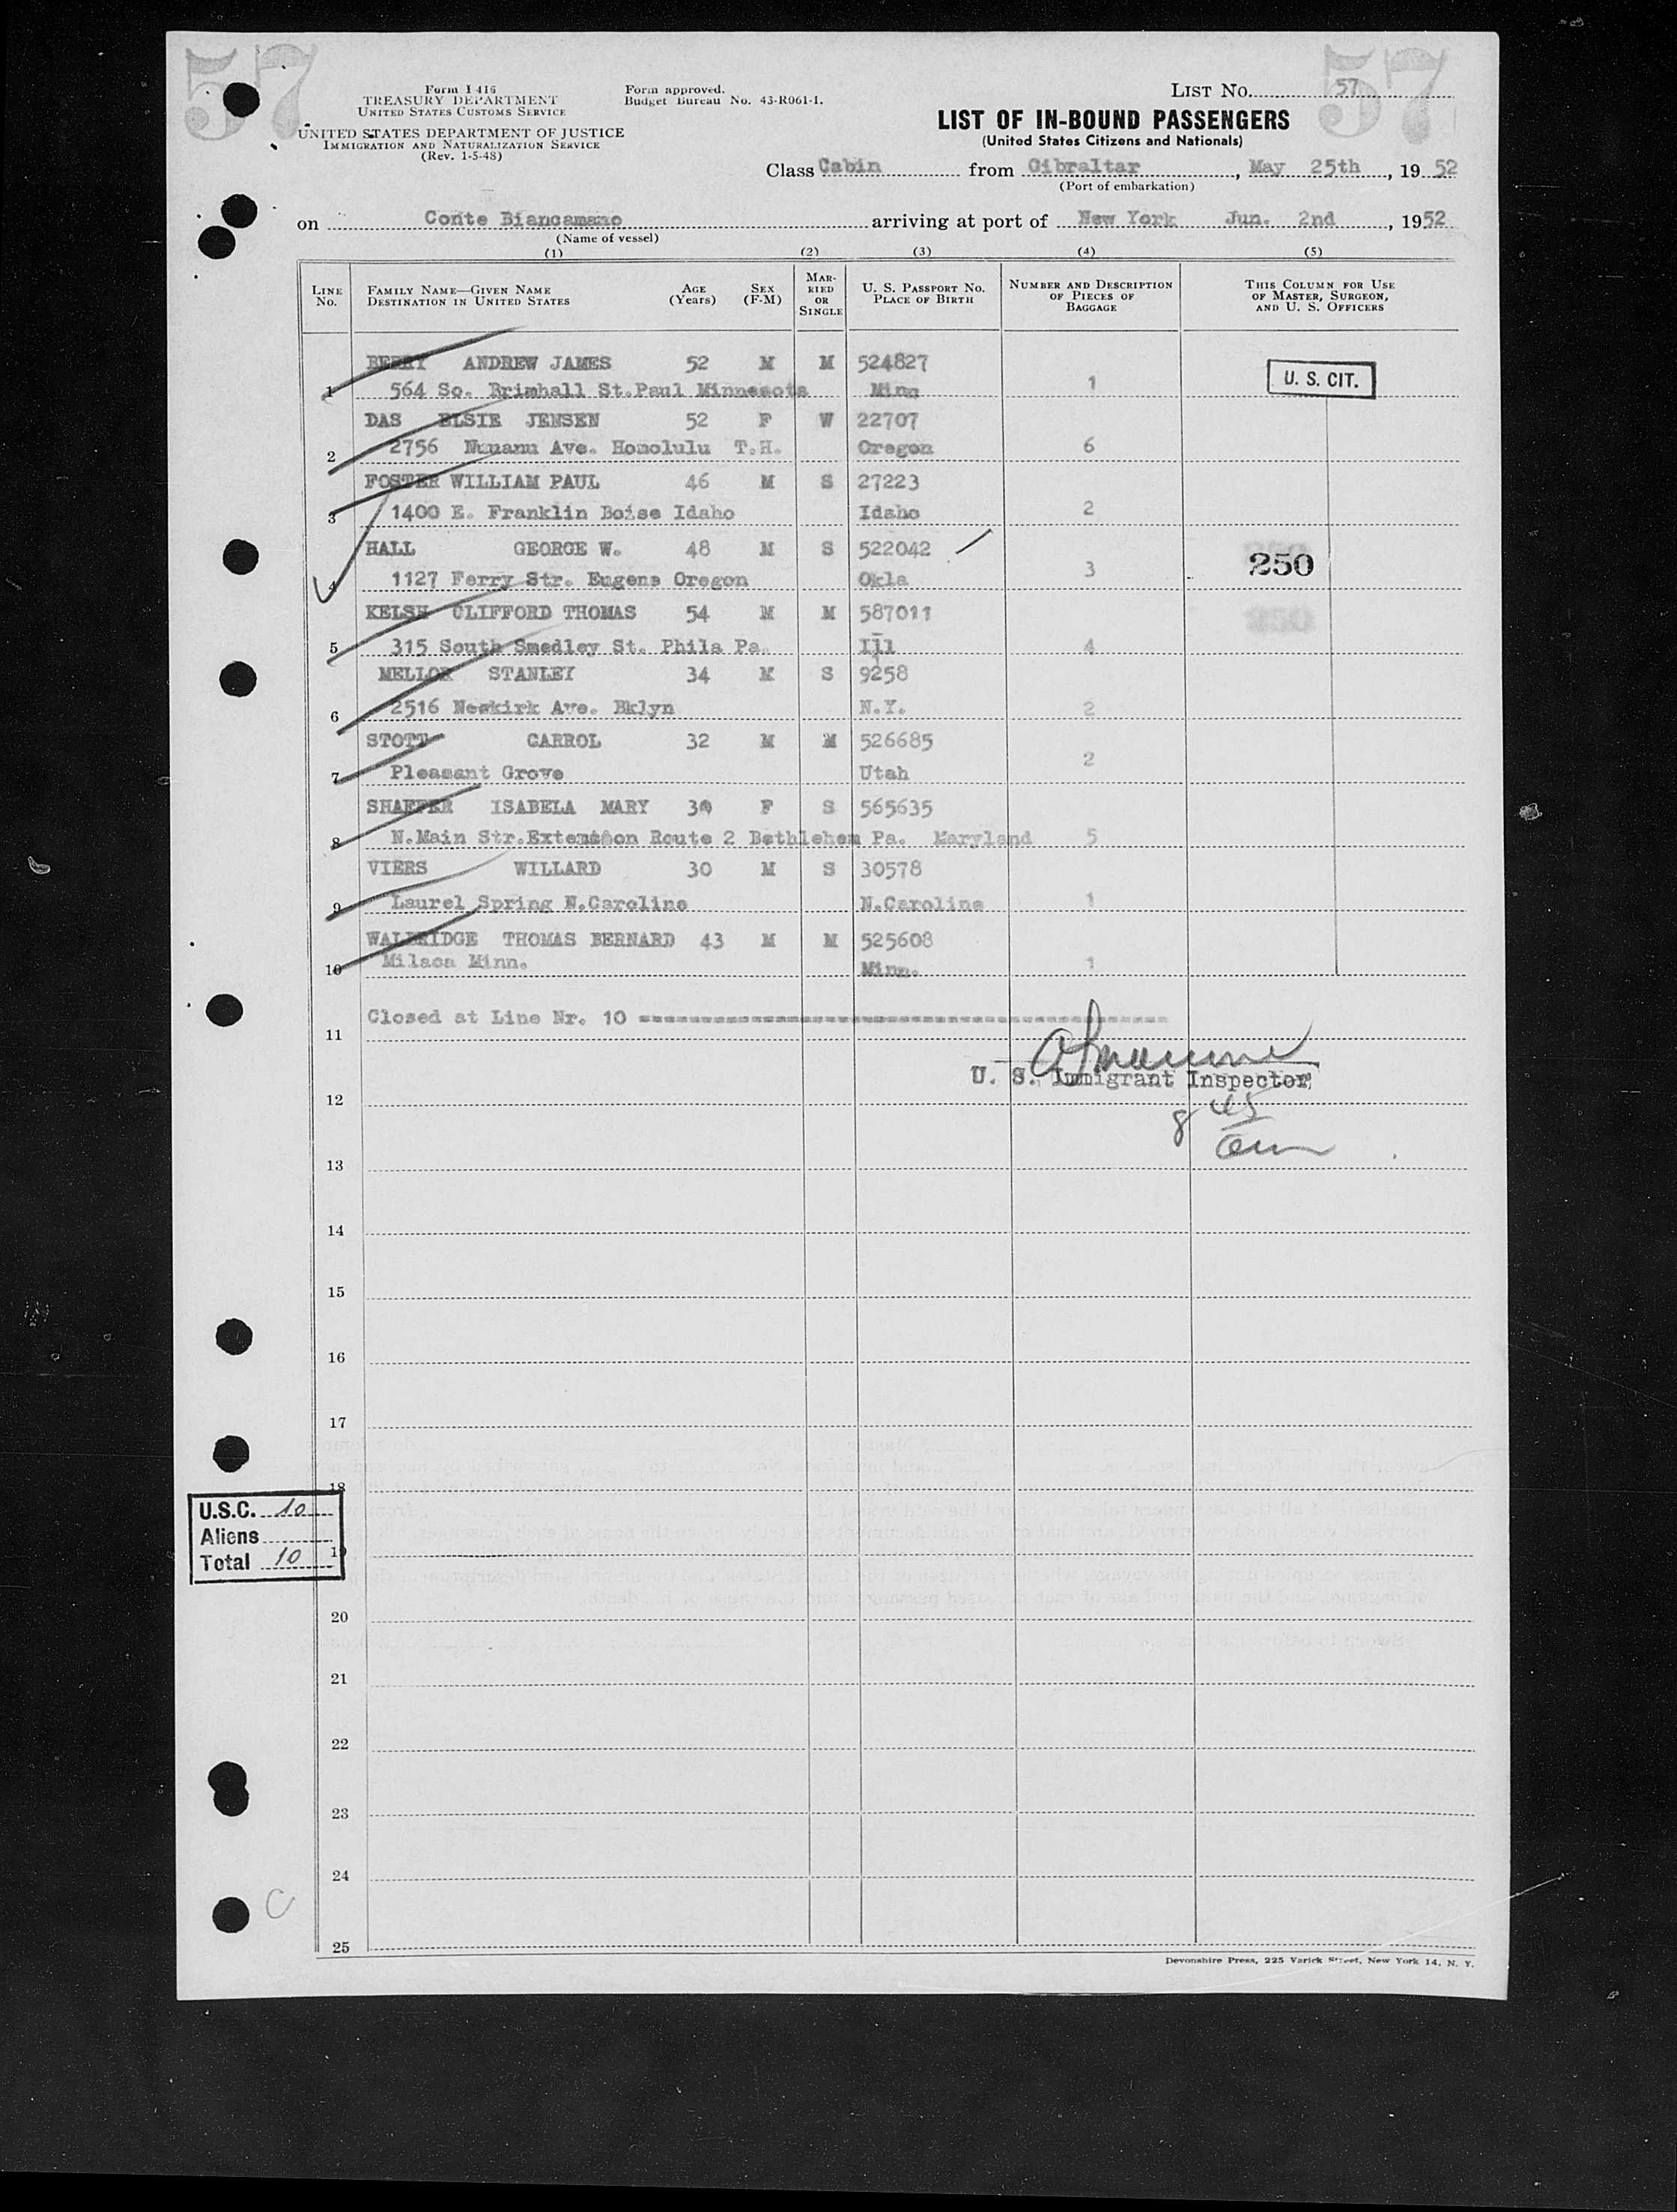 57 57
Form I 416
TREASURY DEPARTMENT
UNITED STATES CUSTOMS SERVICE
UNITED STATES DEPARTMENT OF JUSTICE
IMMIGRATION AND NATURALIZATION SERVICE
(Rev. 1-5-48)
Form approved.
Budget Bureau No. 43-R061-1.
LIST NO. 57
LIST OF IN-BOUND PASSENGERS
(United States Citizens and Nationals)
Class Cabin from Gibraltar, May 25th, 1952
(Port of embarkation)
on Conte Biancamano arriving at port of New York Jun. 2nd, 1952
(Name of vessel)
(1) (2) (3) (4) (5)
LINE NO. FAMILY NAME—GIVEN NAME DESTINATION IN UNITED STATES AGE (Years) SEX (F-M) MARRIED OR SINGLE U. S. PASSPORT NO. PLACE OF BIRTH NUMBER AND DESCRIPTION OF PIECES OF BAGGAGE THIS COLUMN FOR USE OF MASTER, SURGEON, AND U. S. OFFICERS
BERRY ANDREW JAMES 52 M M 524827
1 564 So. Brimhall St.Paul Minnesota Minn 1 U. S. CIT.
DAS ELSIE JENSEN 52 F W 22707
2 2756 Nuuanu Ave. Honolulu T.H. Oregon 6
FOSTER WILLIAM PAUL 46 M S 27223
3 1400 E. Franklin Boise Idaho Idaho 2
HALL GEORGE W. 48 M S 522042
4 1127 Ferry Str. Eugene Oregon Okla 3 250
KELSH CLIFFORD THOMAS 54 M M 587011
5 315 South Smedley St. Phila Pa. Ill 4
MELLOR STANLEY 34 M S 9258
6 2516 Newkirk Ave. Bklyn N.Y. 2
STOTT CARROL 32 M M 526685
7 Pleasant Grove Utah 2
SHAFFER ISABELA MARY 30 F S 565635
8 N.Main Str.Extension Route 2 Bethlehem Pa. Maryland 5
VIERS WILLARD 30 M S 30578
9 Laurel Spring N.Caroline N.Carolina 1
WALBRIDGE THOMAS BERNARD 43 M M 525608
10 Milaca Minn. Minn. 1
Closed at Line Nr. 10
11
U. S. Immigrant Inspector
12
13
14
15
16
17
18
U.S.C. 10
Aliens
19
Total 10
20
21
22
23
24
C
25
Devonshire Press, 225 Varick Street, New York 14, N. Y.